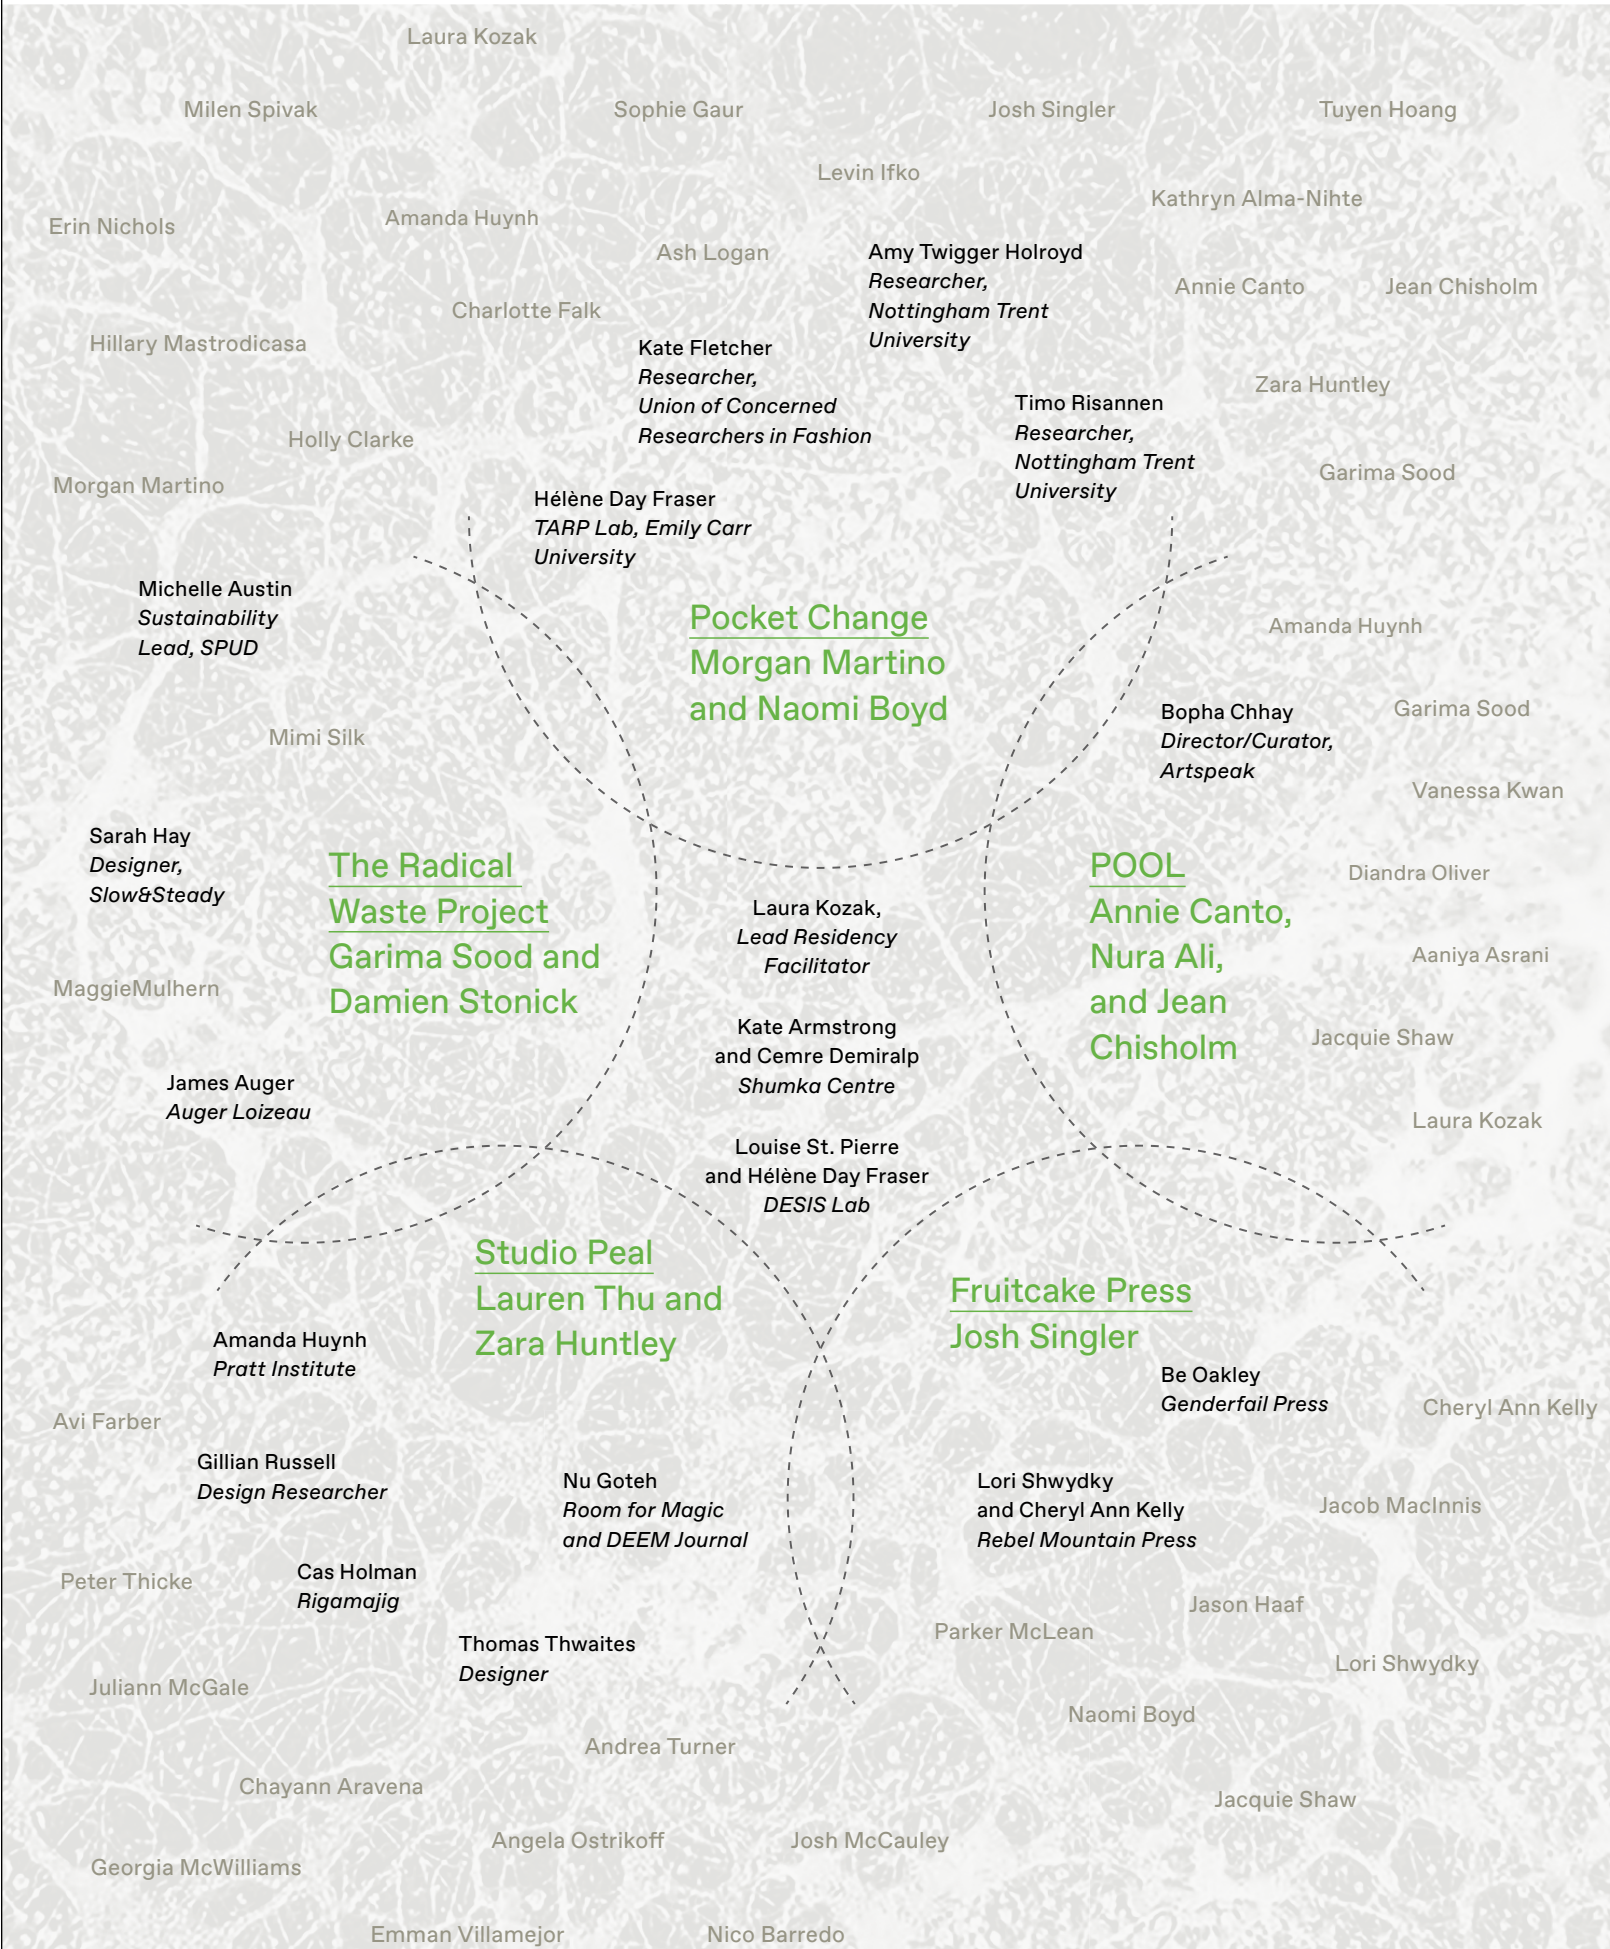 Laura Kozak
Milen Spivak
Sophie Gaur
Josh Singler
Tuyen Hoang
Levin Ifko
Kathryn Alma-Nihte
Erin Nichols
Amanda Huynh
Ash Logan
Amy Twigger Holroyd
Researcher,
Nottingham Trent
University
Annie Canto
Jean Chisholm
Charlotte Falk
Hillary Mastrodicasa
Kate Fletcher
Researcher,
Union of Concerned
Researchers in Fashion
Zara Huntley
Timo Risannen
Researcher,
Nottingham Trent
University
Holly Clarke
Garima Sood
Morgan Martino
Hélène Day Fraser
TARP Lab, Emily Carr
University
Michelle Austin
Sustainability
Lead, SPUD
Pocket Change
Morgan Martino
and Naomi Boyd
Amanda Huynh
Bopha Chhay
Director/Curator,
Artspeak
Garima Sood
Mimi Silk
Vanessa Kwan
Sarah Hay
Designer,
Slow&Steady
The Radical
Waste Project
Garima Sood and
Damien Stonick
POOL
Annie Canto,
Nura Ali,
and Jean
Chisholm
Diandra Oliver
Laura Kozak,
Lead Residency
Facilitator
Aaniya Asrani
MaggieMulhern
Kate Armstrong
and Cemre Demiralp
Shumka Centre
Jacquie Shaw
James Auger
Auger Loizeau
Laura Kozak
Louise St. Pierre
and Hélène Day Fraser
DESIS Lab
Studio Peal
Lauren Thu and
Zara Huntley
Fruitcake Press
Josh Singler
Amanda Huynh
Pratt Institute
Be Oakley
Genderfail Press
Cheryl Ann Kelly
Avi Farber
Gillian Russell
Design Researcher
Nu Goteh
Room for Magic
and DEEM Journal
Lori Shwydky
and Cheryl Ann Kelly
Rebel Mountain Press
Jacob MacInnis
Cas Holman
Rigamajig
Peter Thicke
Jason Haaf
Parker McLean
Thomas Thwaites
Designer
Lori Shwydky
Juliann McGale
Naomi Boyd
Andrea Turner
Chayann Aravena
Jacquie Shaw
Angela Ostrikoff
Josh McCauley
Georgia McWilliams
Emman Villamejor
Nico Barredo